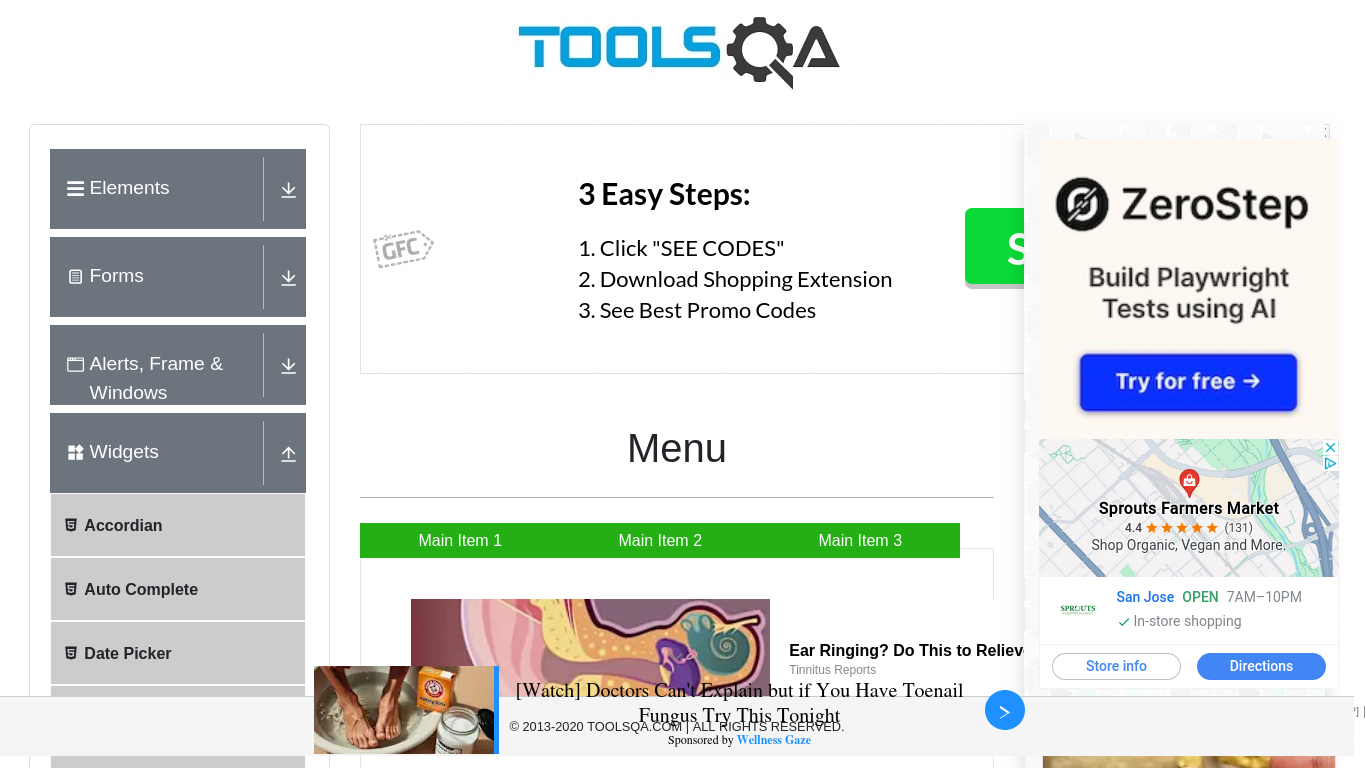 TOOLSQA
Elements
Forms
Alerts, Frame &
Windows
Widgets
Accordian
Auto Complete
Date Picker
GFC
3 Easy Steps:
1. Click "SEE CODES"
2. Download Shopping Extension
3. See Best Promo Codes
S
Menu
Main Item 1
Main Item 2
Main Item 3
Ear Ringing? Do This to Relieve
Tinnitus Reports
[Watch] Doctors Can't Explain but if You Have Toenail
Fungus Try This Tonight
Sponsored by Wellness Gaze
© 2013-2020 TOOLSQA.COM | ALL RIGHTS RESERVED.
ZeroStep
Build Playwright
Tests using AI
Try for free →
Sprouts Farmers Market
4.4 ★★★★★ (131)
Shop Organic, Vegan and More.
SPROUTS
San Jose OPEN 7AM–10PM
In-store shopping
Store info
Directions